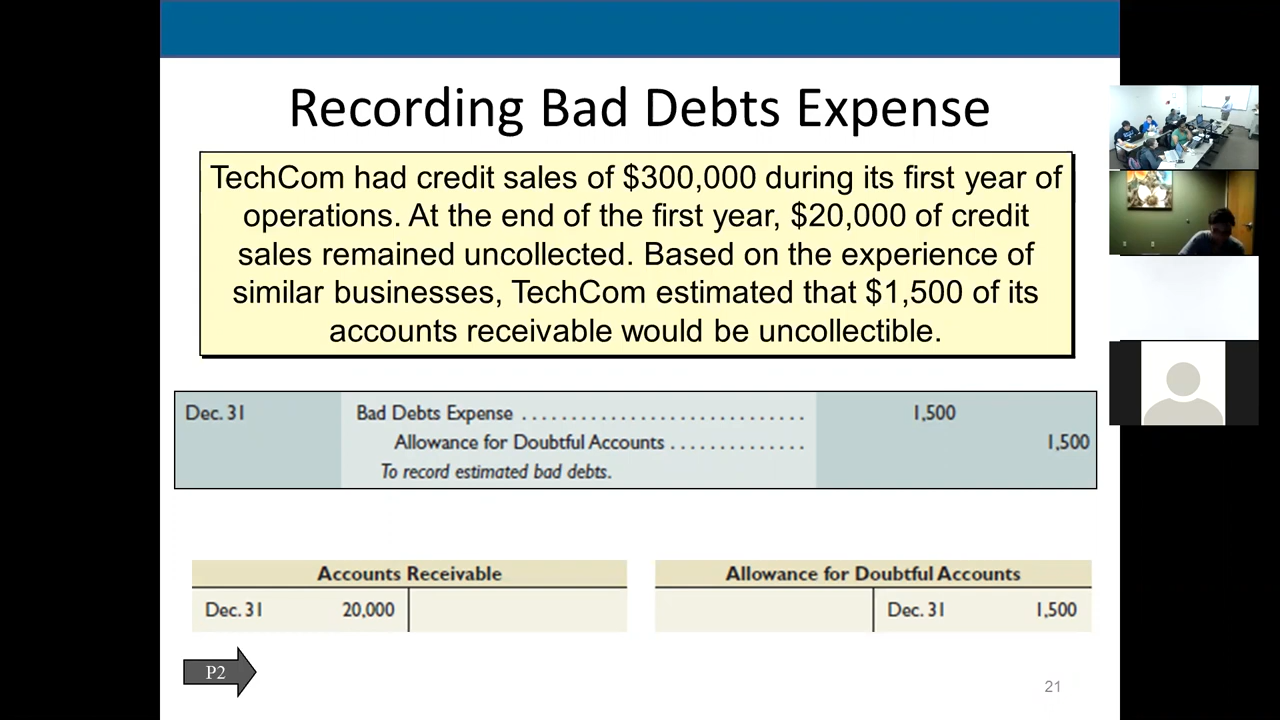 Recording Bad Debts Expense
TechCom had credit sales of $300,000 during its first year of
operations. At the end of the first year, $20,000 of credit
sales remained uncollected. Based on the experience of
similar businesses, TechCom estimated that $1,500 of its
accounts receivable would be uncollectible.
Dec. 31 Bad Debts Expense ............................ 1,500
Allowance for Doubtful Accounts .............. 1,500
To record estimated bad debts.
Accounts Receivable
Dec. 31 20,000
Allowance for Doubtful Accounts
Dec. 31 1,500
P2
21